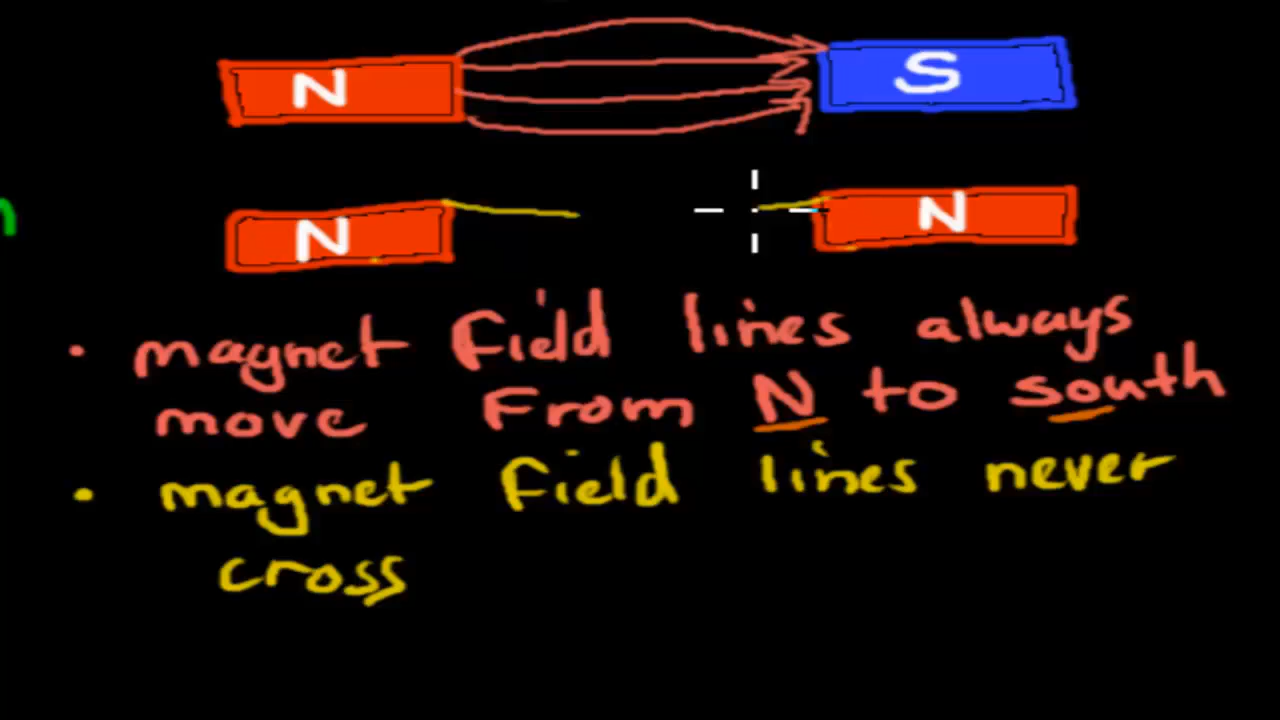 N S
N N
• magnet field lines always
move from N to south
• magnet field lines never
cross